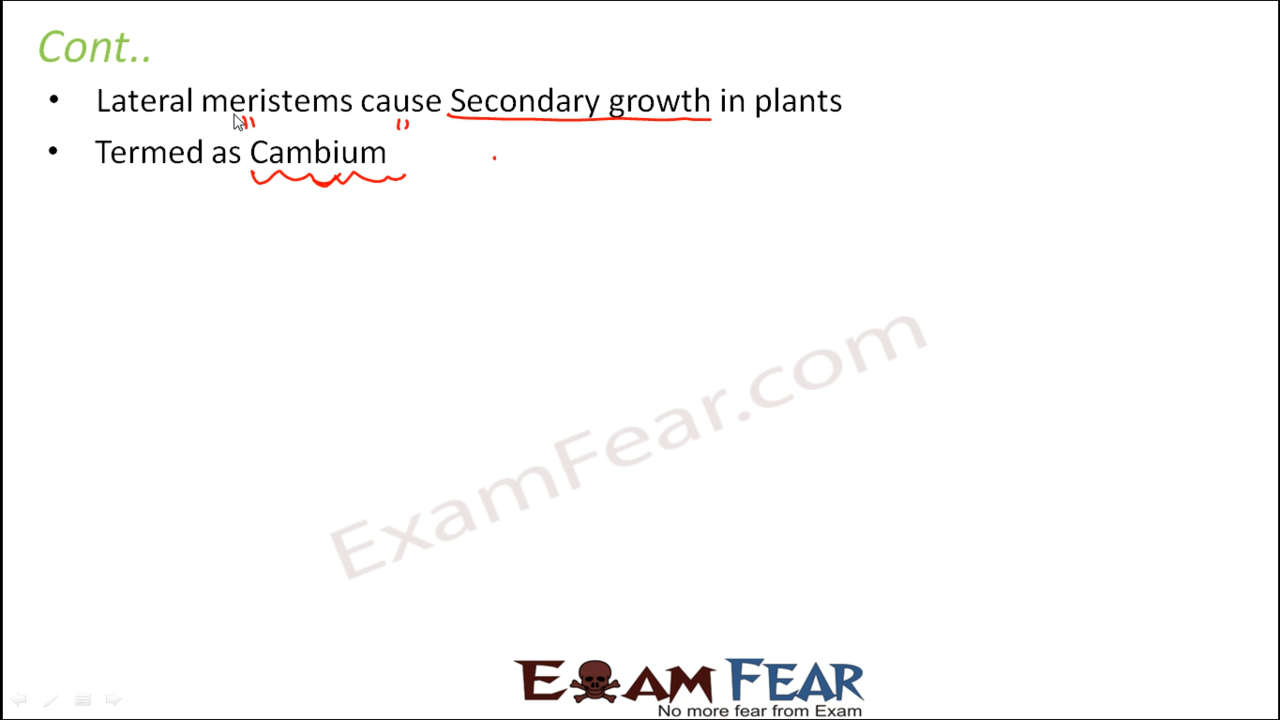 Cont..
• Lateral meristems cause Secondary growth in plants
• Termed as "Cambium"
ExamFear.com
EXAM FEAR
No more fear from Exam